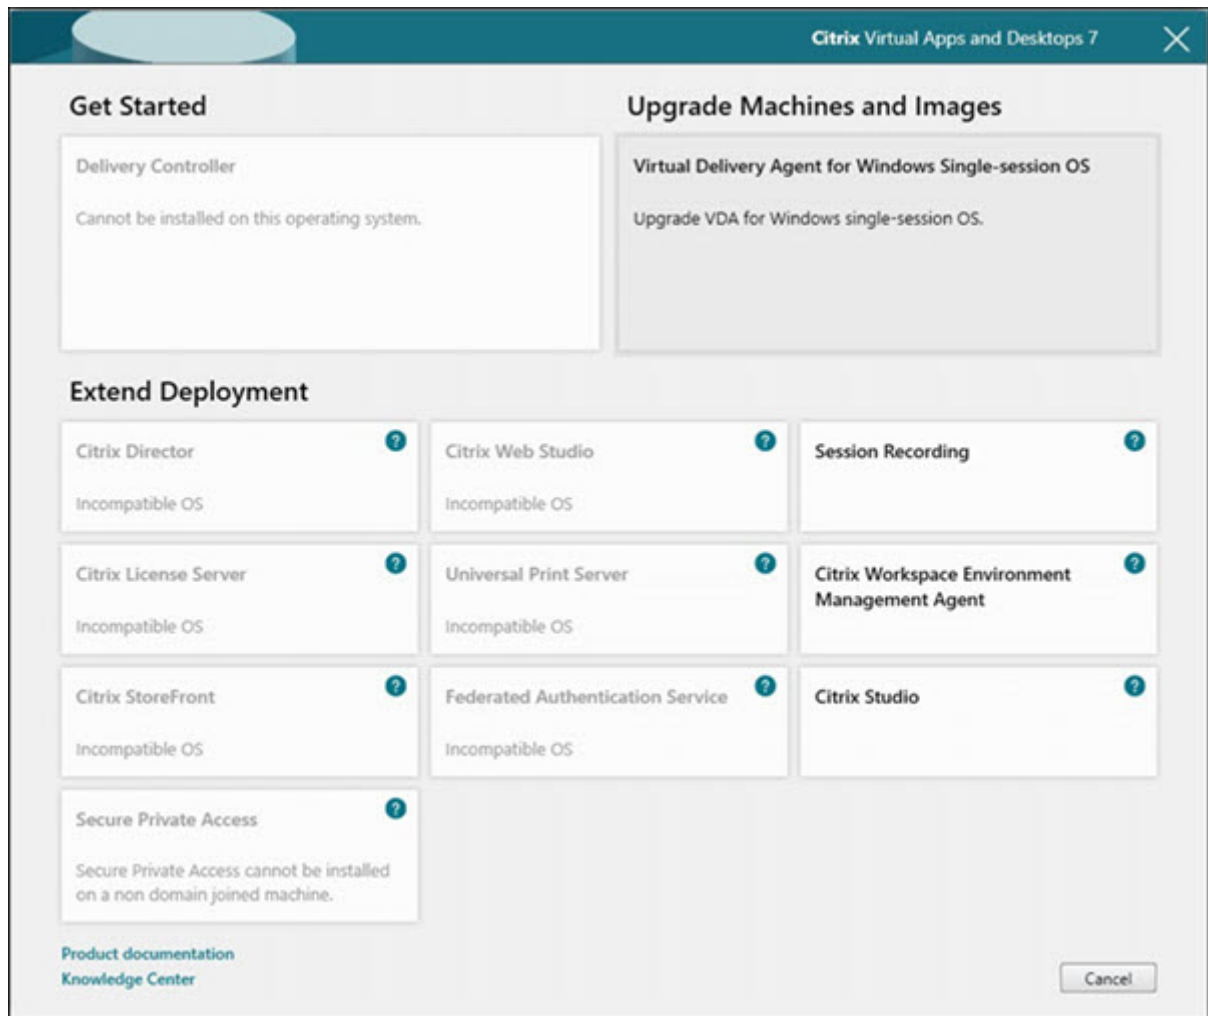 Citrix Virtual Apps and Desktops 7
Get Started
Delivery Controller
Cannot be installed on this operating system.
Upgrade Machines and Images
Virtual Delivery Agent for Windows Single-session OS
Upgrade VDA for Windows single-session OS.
Extend Deployment
Citrix Director
?
Incompatible OS
Citrix Web Studio
?
Incompatible OS
Session Recording
?
Citrix License Server
?
Incompatible OS
Universal Print Server
?
Incompatible OS
Citrix Workspace Environment
Management Agent
?
Citrix StoreFront
?
Incompatible OS
Federated Authentication Service
?
Incompatible OS
Citrix Studio
?
Secure Private Access
?
Secure Private Access cannot be installed
on a non domain joined machine.
Product documentation
Knowledge Center
Cancel